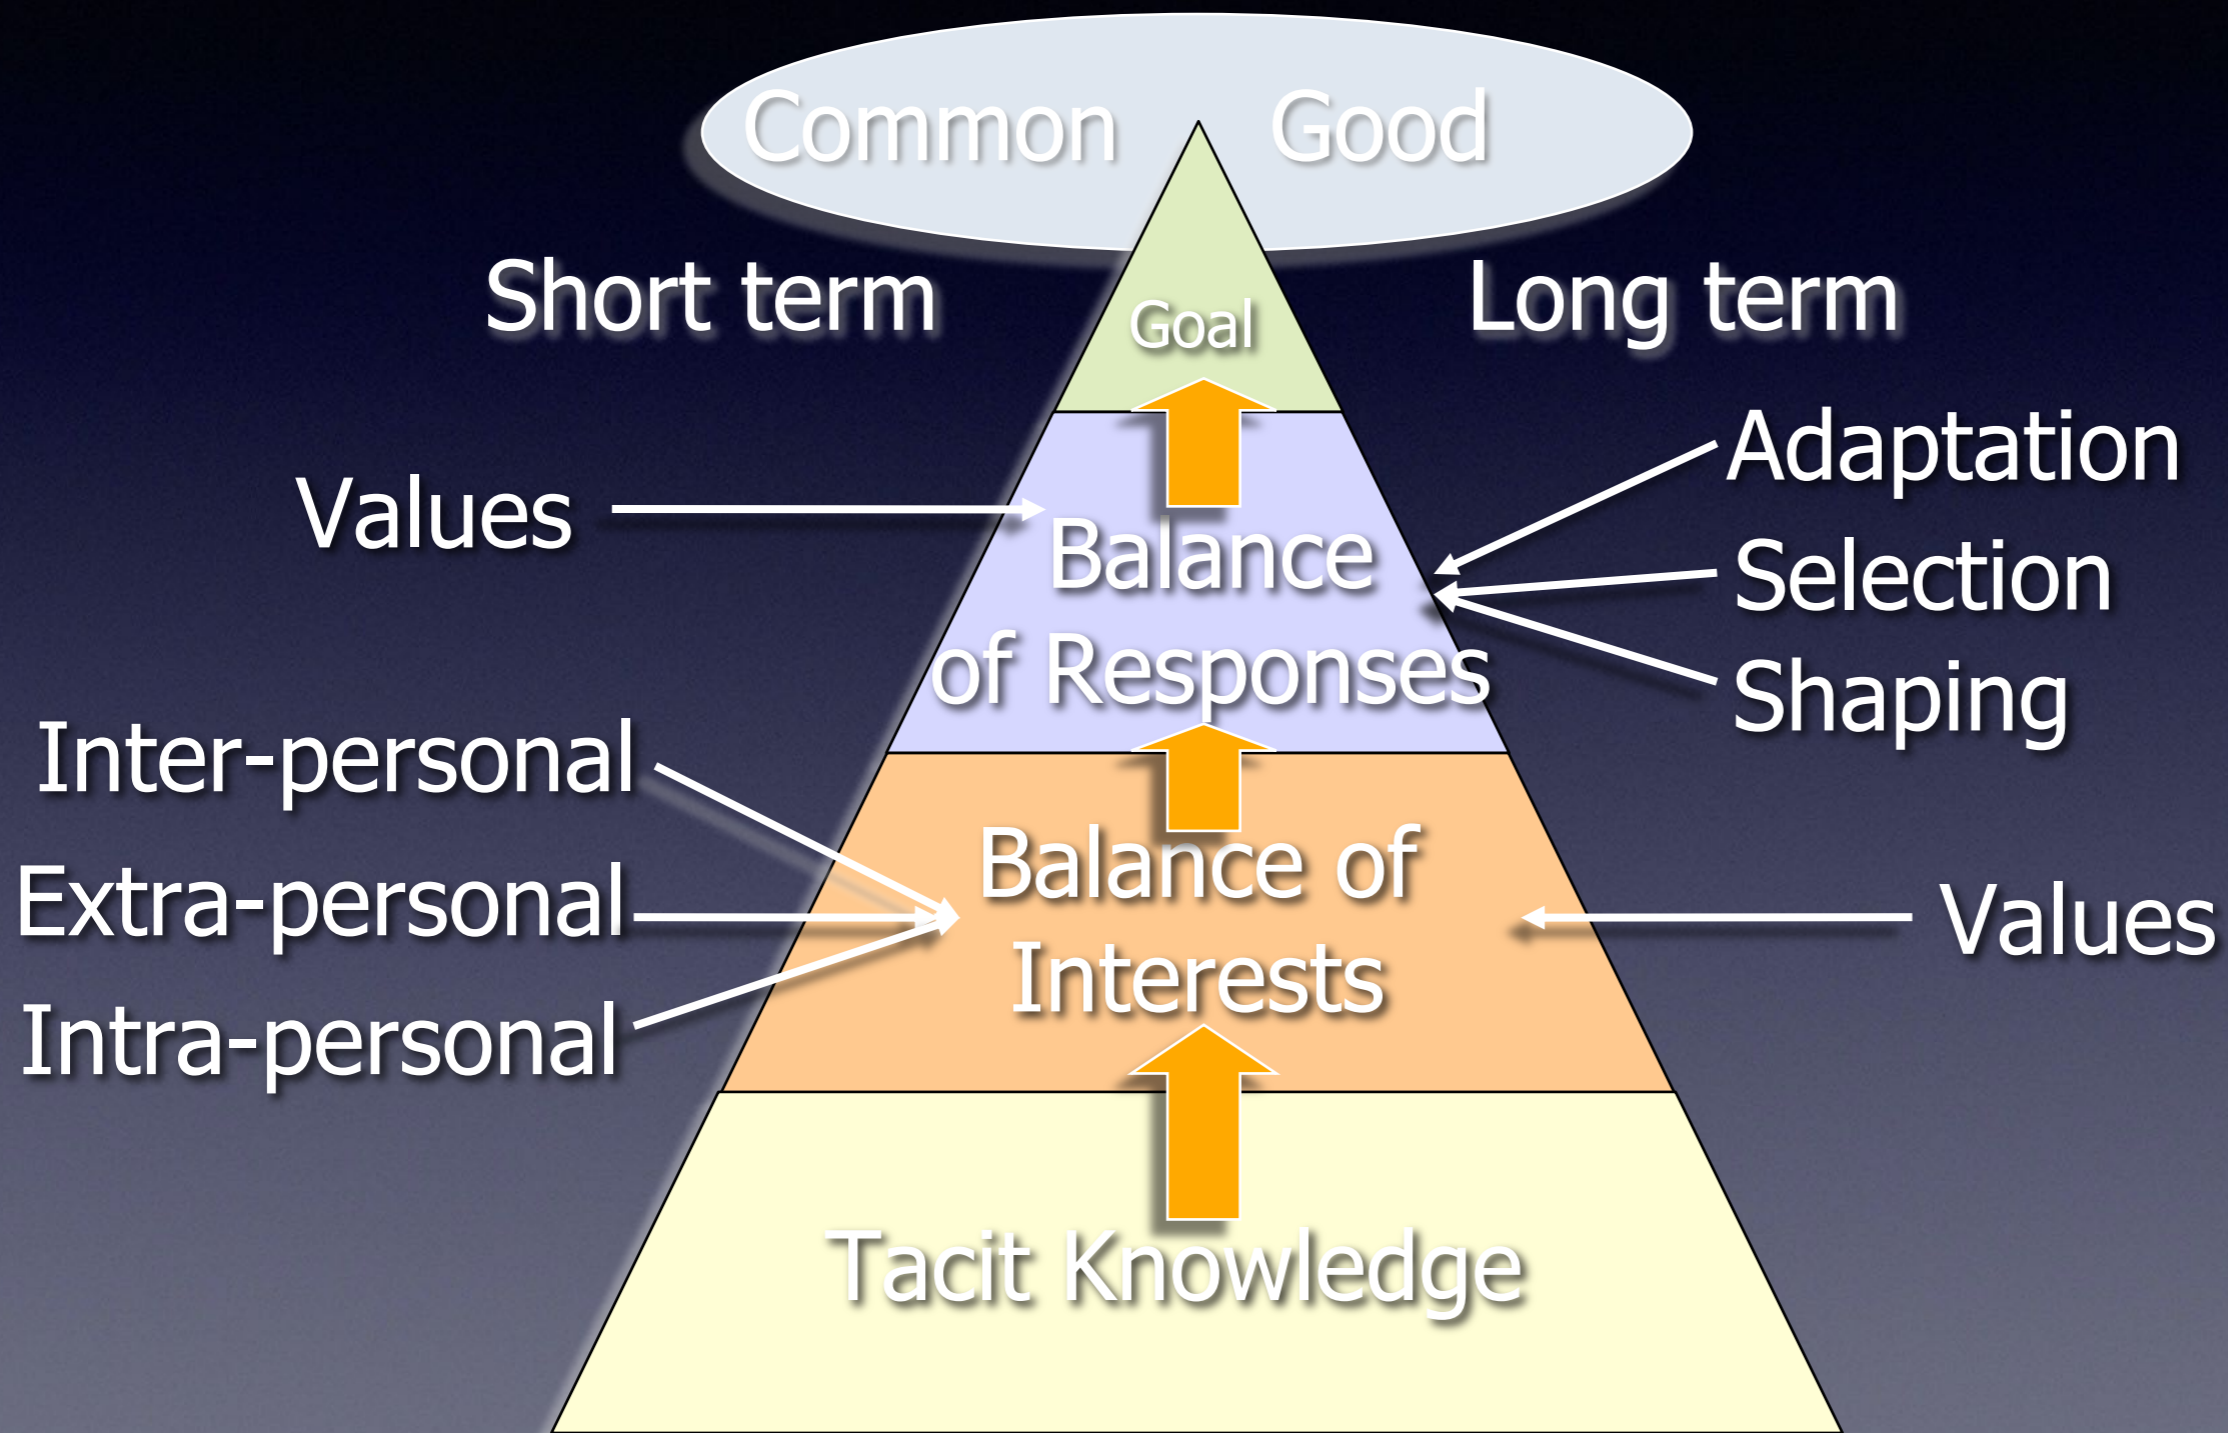 Common Good
Short term
Long term
Goal
Adaptation
Values
Balance
Selection
of Responses
Shaping
Inter-personal
Balance of
Extra-personal
Values
Interests
Intra-personal
Tacit Knowledge